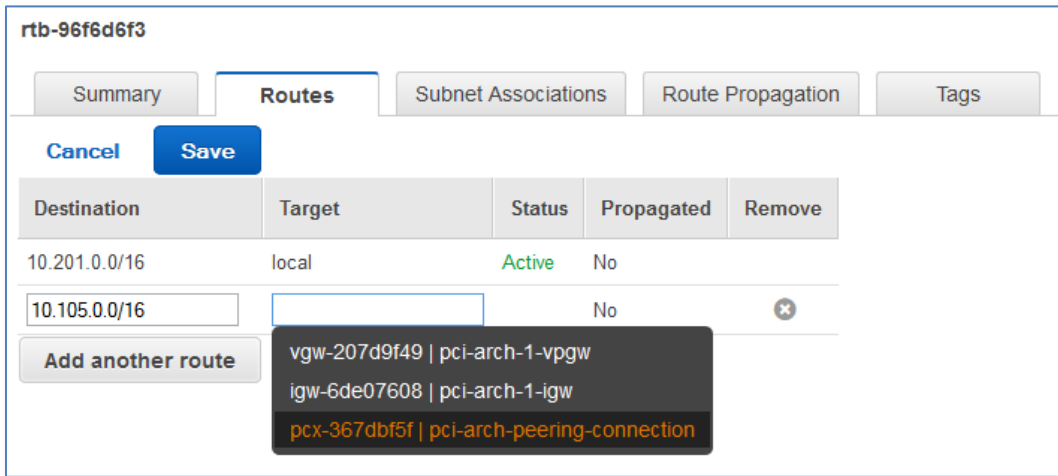 rtb-96f6d6f3
Summary Routes Subnet Associations Route Propagation Tags
Cancel Save
Destination Target Status Propagated Remove
10.201.0.0/16 local Active No
10.105.0.0/16 No
Add another route
vgw-207d9f49 | pci-arch-1-vpgw
igw-6de07608 | pci-arch-1-igw
pcx-367dbf5f | pci-arch-peering-connection